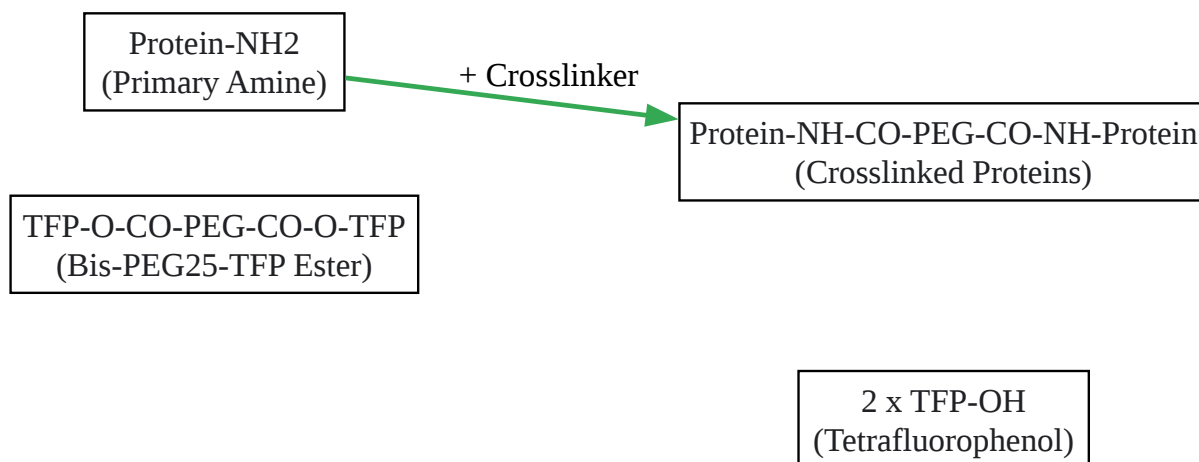 Protein-NH2
(Primary Amine)
+ Crosslinker
Protein-NH-CO-PEG-CO-NH-Protein
(Crosslinked Proteins)
TFP-O-CO-PEG-CO-O-TFP
(Bis-PEG25-TFP Ester)
2 x TFP-OH
(Tetrafluorophenol)